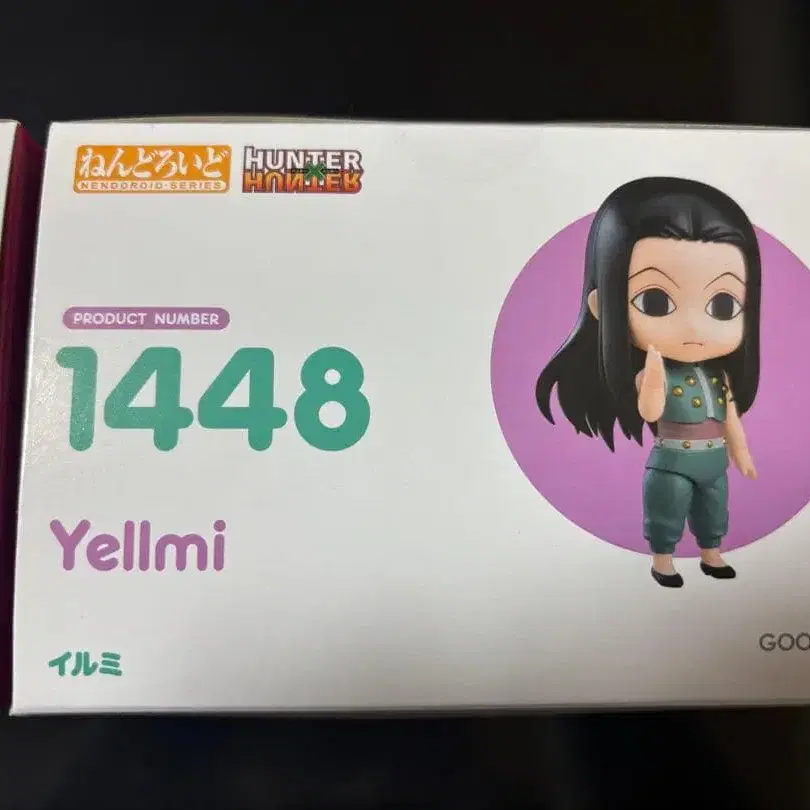 ねんどろいど
NENDOROID·SERIES
HUNTER
×
HUNTER
PRODUCT NUMBER
1448
Yellmi
GOO
イルミ